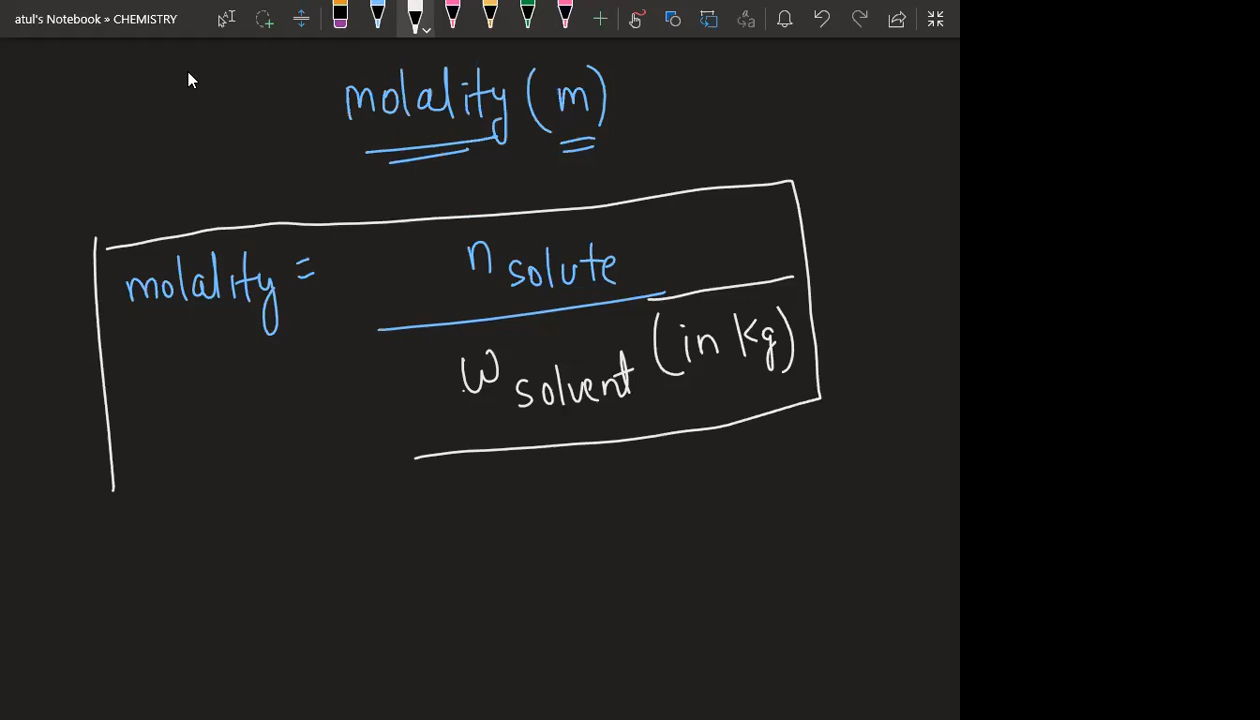 atul's Notebook » CHEMISTRY
molality (m)
molality = n solute
W solvent (in Kg)